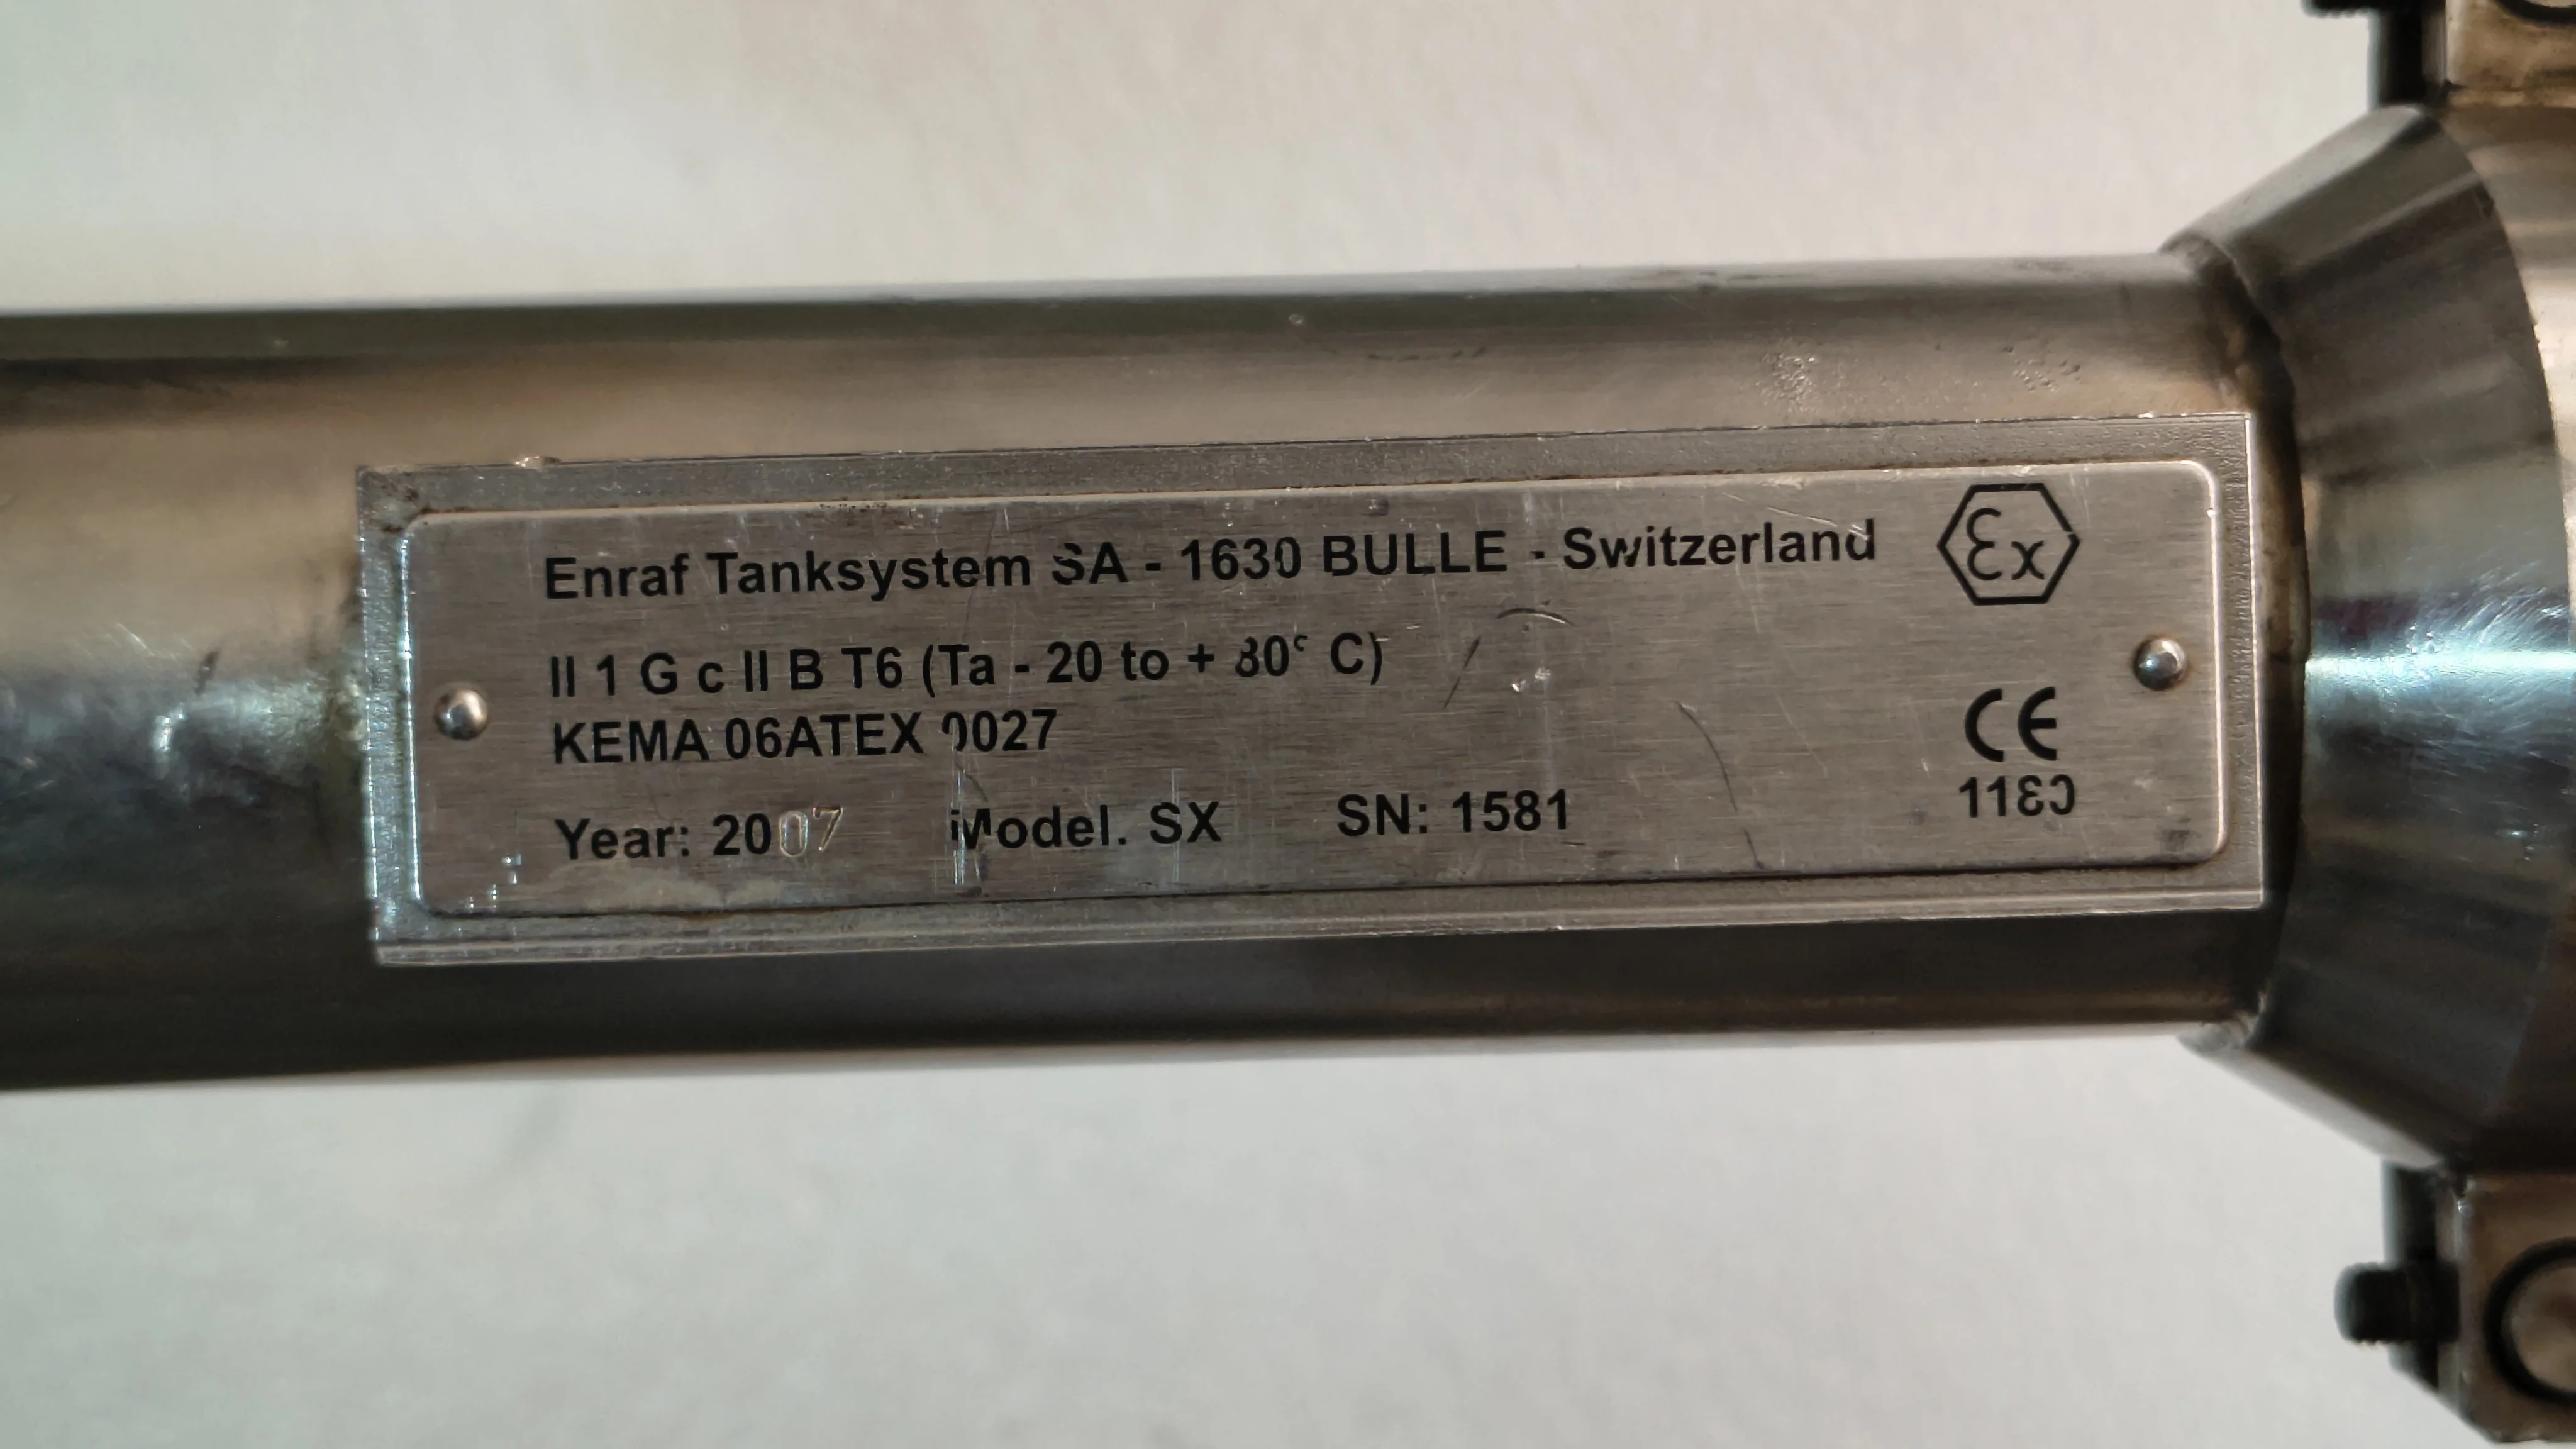 Enraf Tanksystem SA - 1630 BULLE - Switzerland
Ex
II 1 G c II B T6 (Ta - 20 to + 80° C)
KEMA 06ATEX 0027
CE
Year: 2007 Model. SX SN: 1581
1180